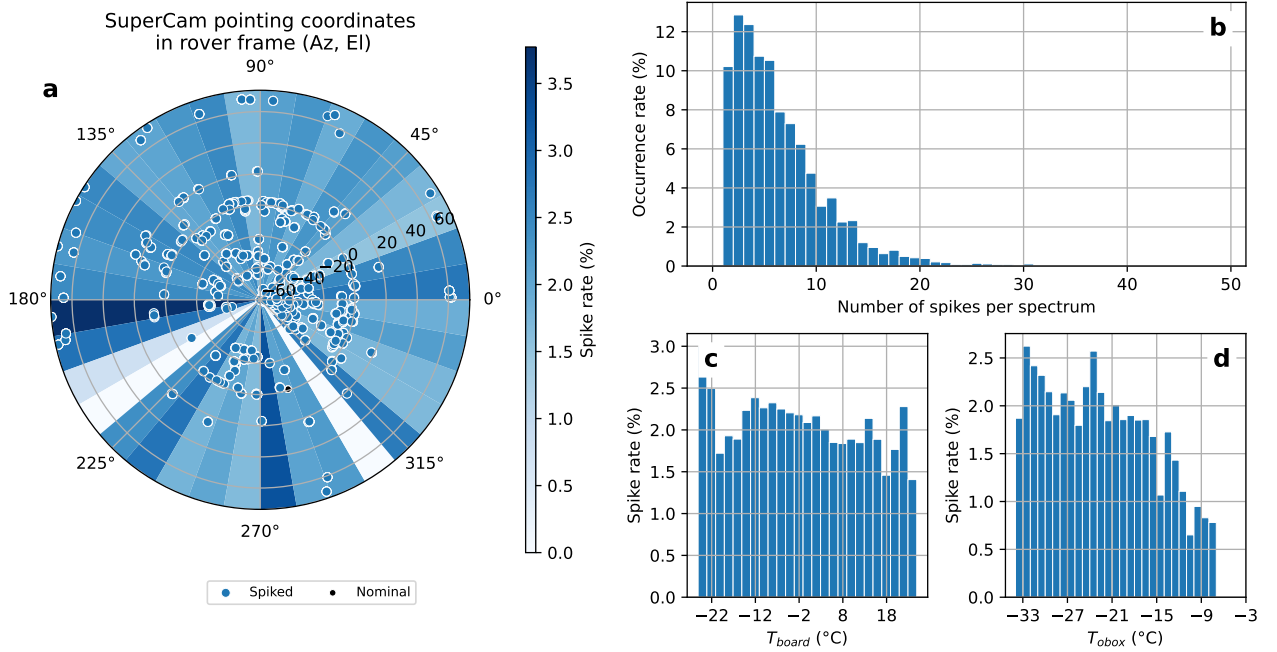 SuperCam pointing coordinates
in rover frame (Az, El)
a
90°
135°
45°
180°
0°
225°
315°
270°
60
40
20
0
−20
−40
−60
3.5
3.0
2.5
2.0
1.5
1.0
0.5
0.0
Spike rate (%)
Spiked
Nominal
b
Occurrence rate (%)
12
10
8
6
4
2
0
0 10 20 30 40 50
Number of spikes per spectrum
c
Spike rate (%)
3.0
2.5
2.0
1.5
1.0
0.5
0.0
−22 −12 −2 8 18
T_board (°C)
d
Spike rate (%)
2.5
2.0
1.5
1.0
0.5
0.0
−33 −27 −21 −15 −9 −3
T_obox (°C)